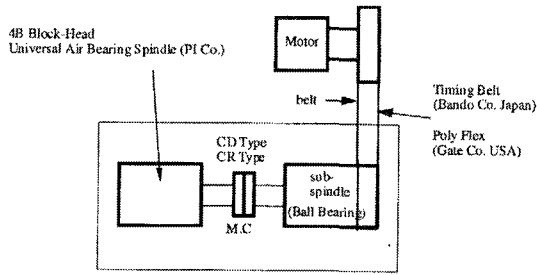 4B Block-Head
Universal Air Bearing Spindle (PI Co.)
Motor
belt
Timing Belt
(Bando Co. Japan)
Poly Flex
(Gate Co. USA)
CD Type
CR Type
sub-
spindle
(Ball Bearing)
M.C